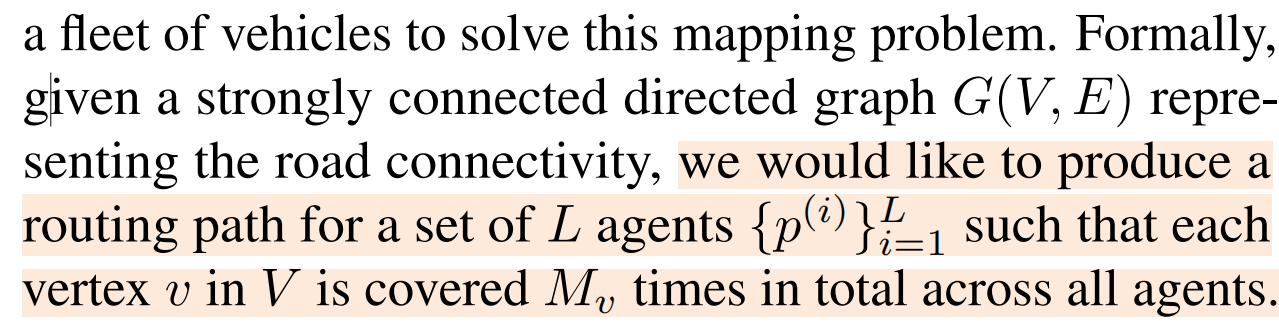 a fleet of vehicles to solve this mapping problem. Formally,
given a strongly connected directed graph G(V, E) repre-
senting the road connectivity, we would like to produce a
routing path for a set of L agents {p^{(i)}}_{i=1}^{L} such that each
vertex v in V is covered M_v times in total across all agents.